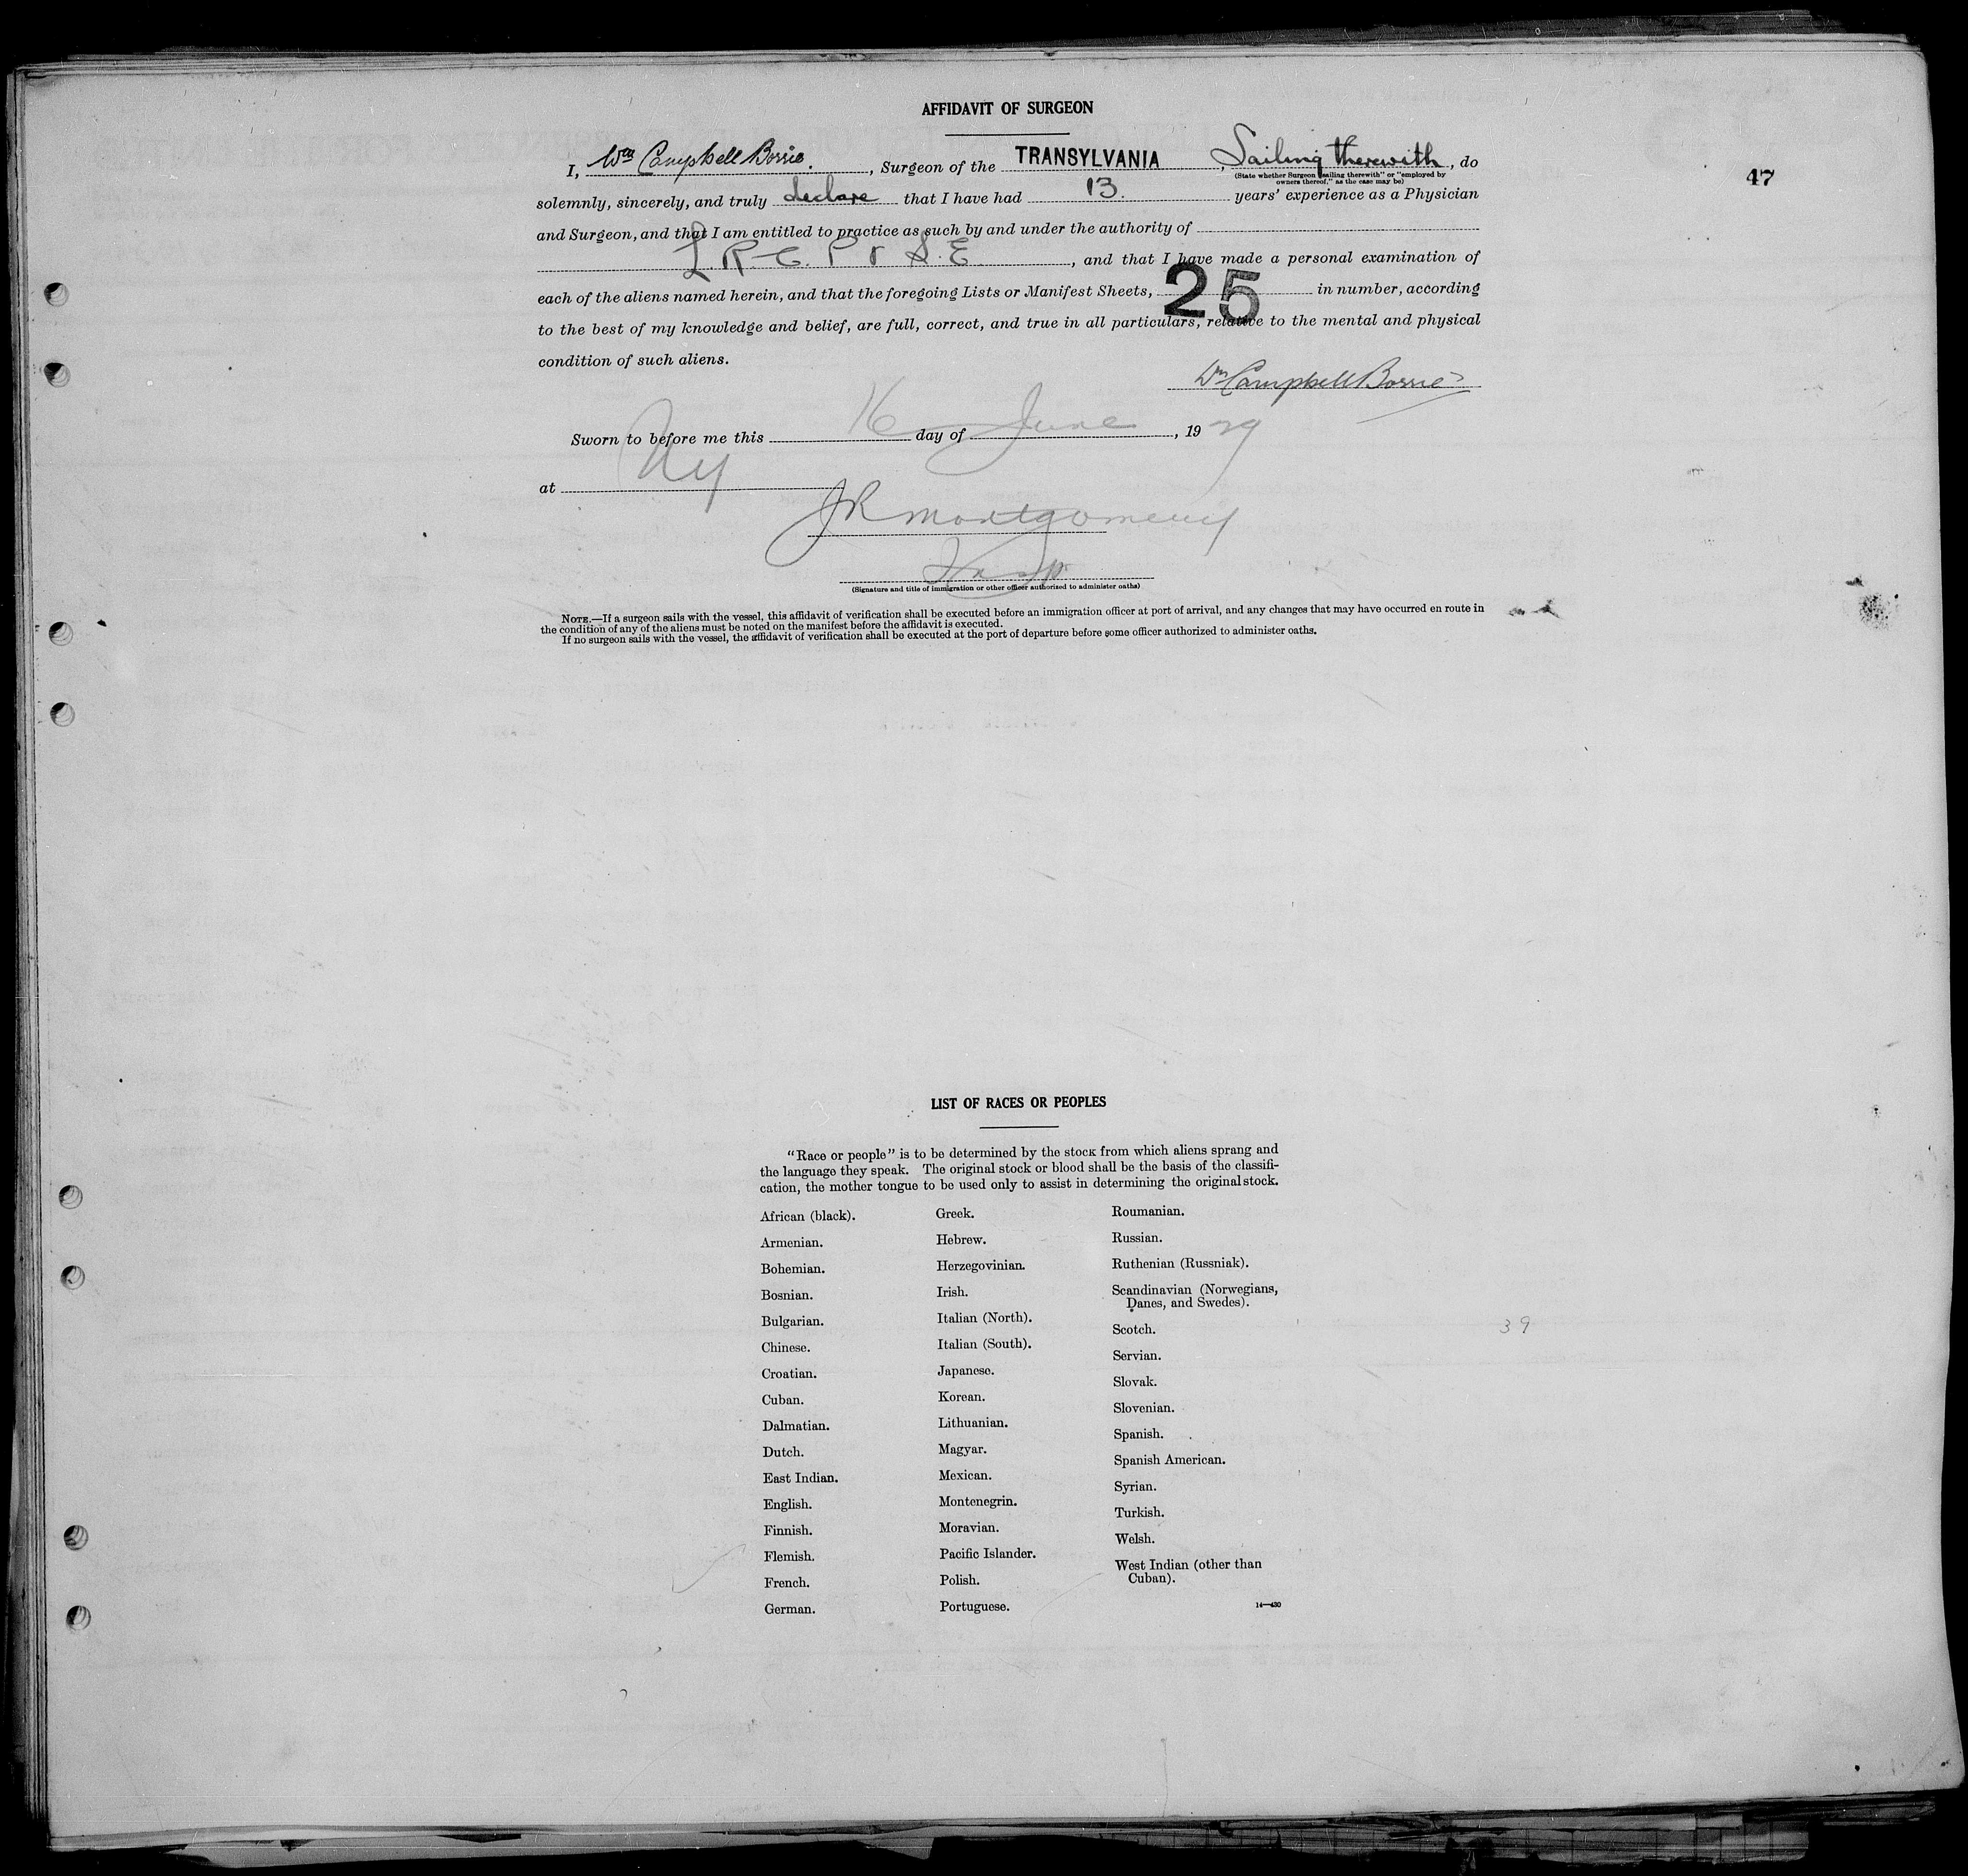 AFFIDAVIT OF SURGEON
I, Wm Campbell Borrie., Surgeon of the TRANSYLVANIA, Sailing therewith, do
(State whether Surgeon "sailing therewith" or "employed by
owners thereof," as the case may be)
47
solemnly, sincerely, and truly declare that I have had 13. years' experience as a Physician
and Surgeon, and that I am entitled to practice as such by and under the authority of
L R C. P & S. E, and that I have made a personal examination of
each of the aliens named herein, and that the foregoing Lists or Manifest Sheets, 25 in number, according
to the best of my knowledge and belief, are full, correct, and true in all particulars, relative to the mental and physical
condition of such aliens.
Wm Campbell Borrie
Sworn to before me this 16 day of June, 1929
at NY
JR Montgomery
Insp
(Signature and title of immigration or other officer authorized to administer oaths)
NOTE.—If a surgeon sails with the vessel, this affidavit of verification shall be executed before an immigration officer at port of arrival, and any changes that may have occurred en route in
the condition of any of the aliens must be noted on the manifest before the affidavit is executed.
If no surgeon sails with the vessel, the affidavit of verification shall be executed at the port of departure before some officer authorized to administer oaths.
LIST OF RACES OR PEOPLES
"Race or people" is to be determined by the stock from which aliens sprang and
the language they speak. The original stock or blood shall be the basis of the classifi-
cation, the mother tongue to be used only to assist in determining the original stock.
African (black).
Armenian.
Bohemian.
Bosnian.
Bulgarian.
Chinese.
Croatian.
Cuban.
Dalmatian.
Dutch.
East Indian.
English.
Finnish.
Flemish.
French.
German.
Greek.
Hebrew.
Herzegovinian.
Irish.
Italian (North).
Italian (South).
Japanese.
Korean.
Lithuanian.
Magyar.
Mexican.
Montenegrin.
Moravian.
Pacific Islander.
Polish.
Portuguese.
Roumanian.
Russian.
Ruthenian (Russniak).
Scandinavian (Norwegians,
Danes, and Swedes).
Scotch.
Servian.
Slovak.
Slovenian.
Spanish.
Spanish American.
Syrian.
Turkish.
Welsh.
West Indian (other than
Cuban).
14—430
39